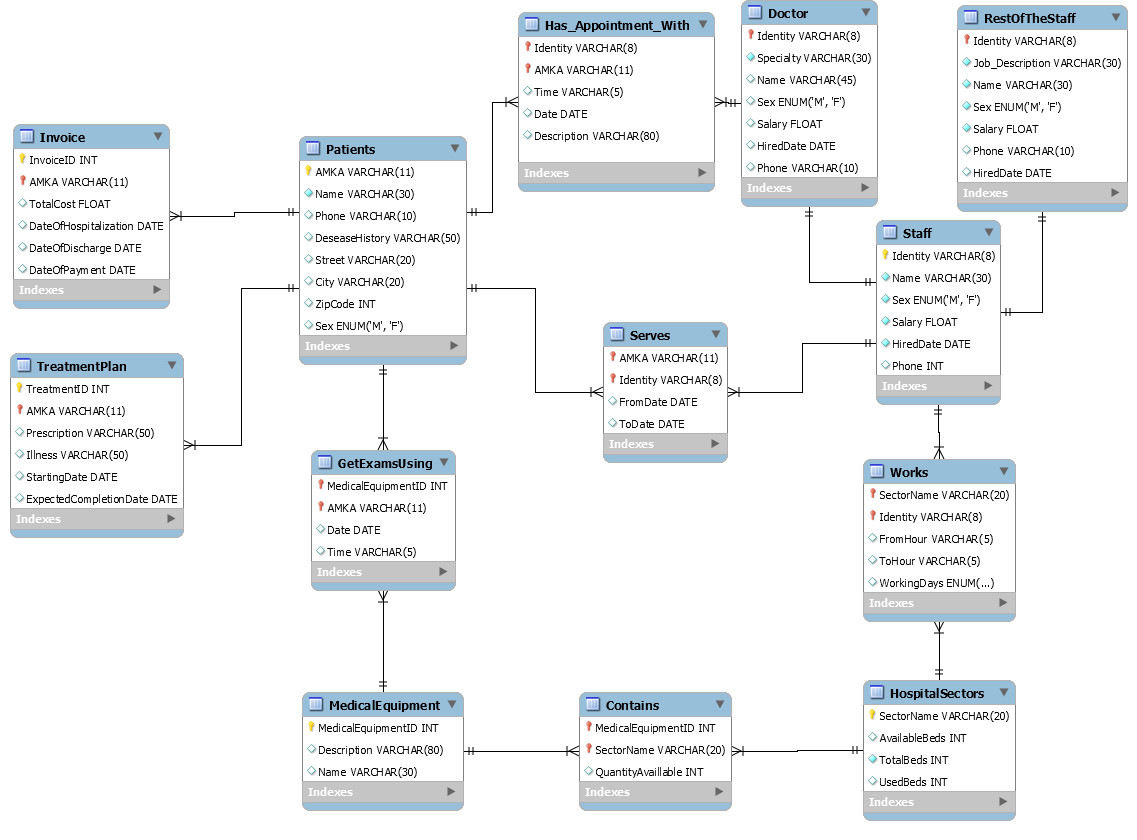 Has_Appointment_With
Identity VARCHAR(8)
AMKA VARCHAR(11)
Time VARCHAR(5)
Date DATE
Description VARCHAR(80)
Indexes
Doctor
Identity VARCHAR(8)
Specialty VARCHAR(30)
Name VARCHAR(45)
Sex ENUM('M', 'F')
Salary FLOAT
HiredDate DATE
Phone VARCHAR(10)
Indexes
RestOfTheStaff
Identity VARCHAR(8)
Job_Description VARCHAR(30)
Name VARCHAR(30)
Sex ENUM('M', 'F')
Salary FLOAT
Phone VARCHAR(10)
HiredDate DATE
Indexes
Invoice
InvoiceID INT
AMKA VARCHAR(11)
TotalCost FLOAT
DateOfHospitalization DATE
DateOfDischarge DATE
DateOfPayment DATE
Indexes
Patients
AMKA VARCHAR(11)
Name VARCHAR(30)
Phone VARCHAR(10)
DeseaseHistory VARCHAR(50)
Street VARCHAR(20)
City VARCHAR(20)
ZipCode INT
Sex ENUM('M', 'F')
Indexes
Staff
Identity VARCHAR(8)
Name VARCHAR(30)
Sex ENUM('M', 'F')
Salary FLOAT
HiredDate DATE
Phone INT
Indexes
Serves
AMKA VARCHAR(11)
Identity VARCHAR(8)
FromDate DATE
ToDate DATE
Indexes
TreatmentPlan
TreatmentID INT
AMKA VARCHAR(11)
Prescription VARCHAR(50)
Illness VARCHAR(50)
StartingDate DATE
ExpectedCompletionDate DATE
Indexes
GetExamsUsing
MedicalEquipmentID INT
AMKA VARCHAR(11)
Date DATE
Time VARCHAR(5)
Indexes
Works
SectorName VARCHAR(20)
Identity VARCHAR(8)
FromHour VARCHAR(5)
ToHour VARCHAR(5)
WorkingDays ENUM(...)
Indexes
MedicalEquipment
MedicalEquipmentID INT
Description VARCHAR(80)
Name VARCHAR(30)
Indexes
Contains
MedicalEquipmentID INT
SectorName VARCHAR(20)
QuantityAvaillable INT
Indexes
HospitalSectors
SectorName VARCHAR(20)
AvailableBeds INT
TotalBeds INT
UsedBeds INT
Indexes